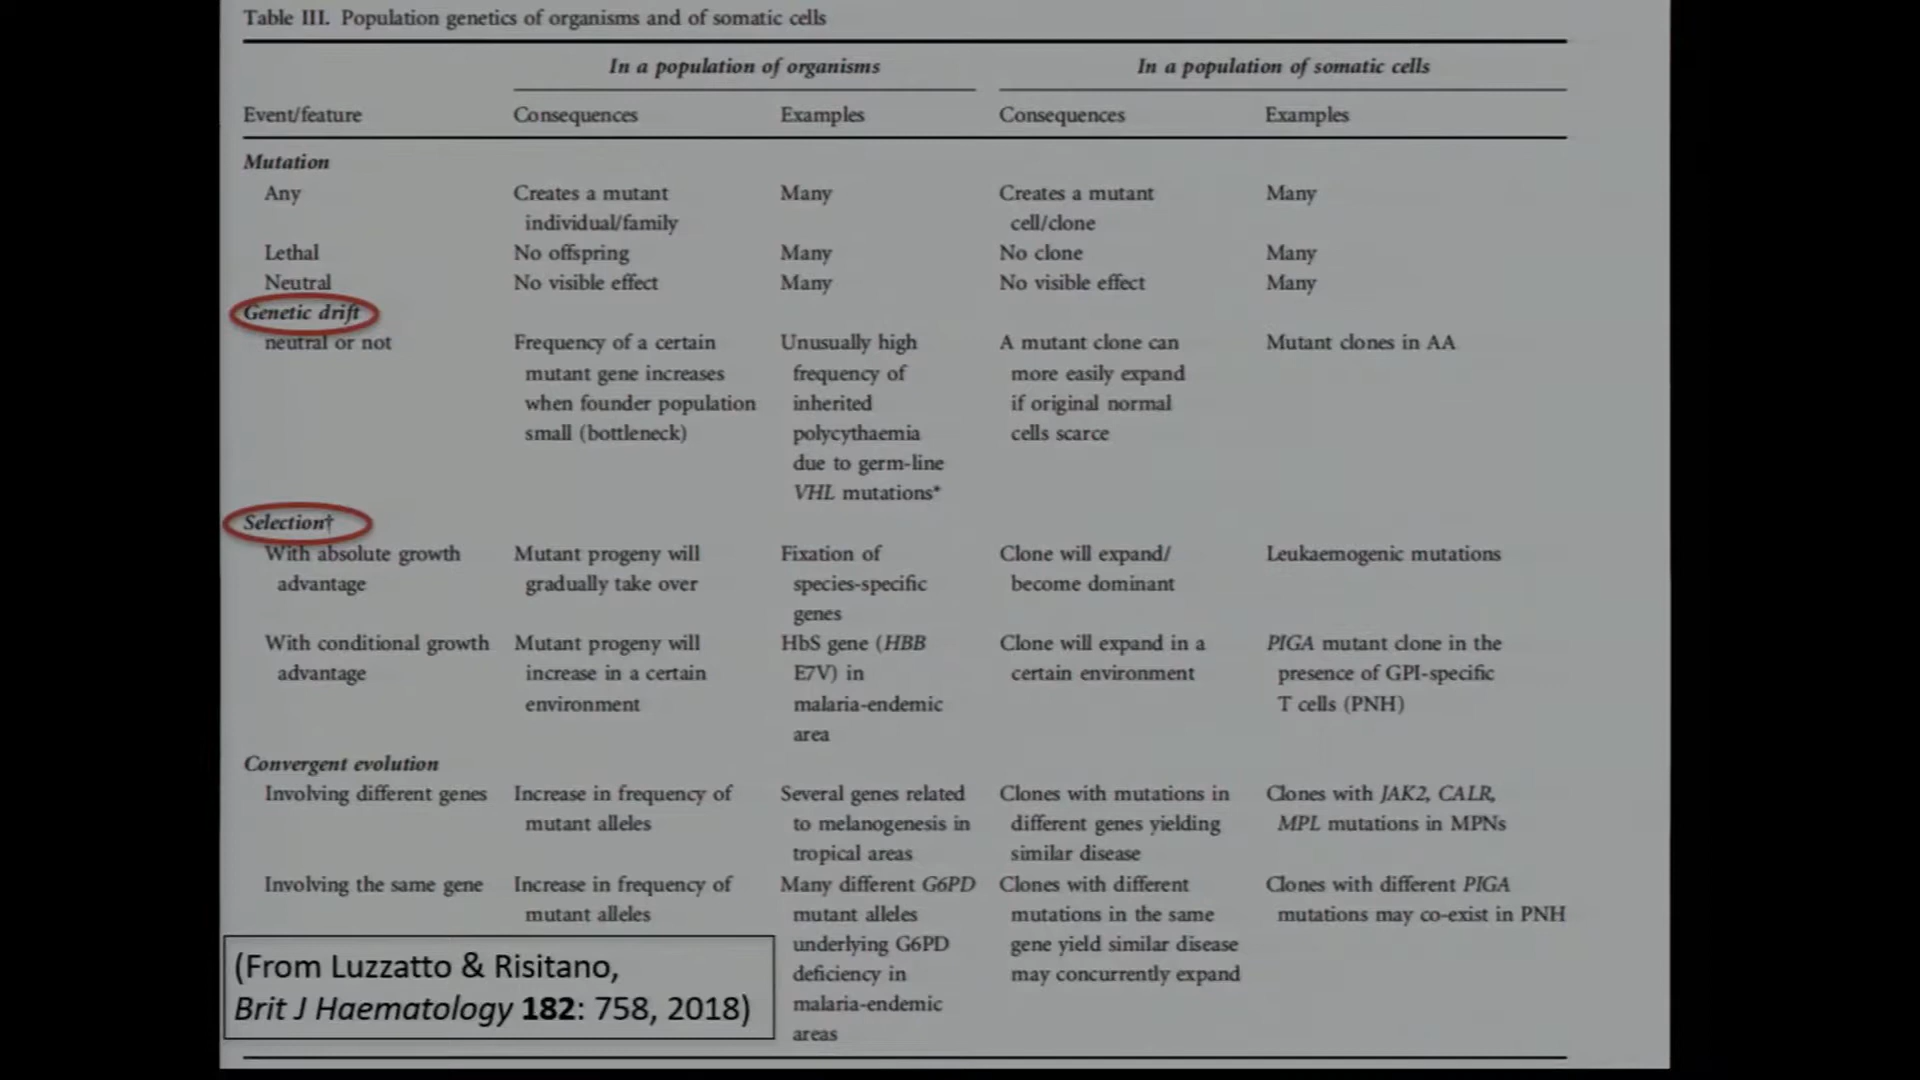 Table III. Population genetics of organisms and of somatic cells
In a population of organisms In a population of somatic cells
Event/feature Consequences Examples Consequences Examples
Mutation
Any Creates a mutant Many Creates a mutant Many
individual/family cell/clone
Lethal No offspring Many No clone Many
Neutral No visible effect Many No visible effect Many
Genetic drift
neutral or not Frequency of a certain Unusually high A mutant clone can Mutant clones in AA
mutant gene increases frequency of more easily expand
when founder population inherited if original normal
small (bottleneck) polycythaemia cells scarce
due to germ-line
VHL mutations*
Selection†
With absolute growth Mutant progeny will Fixation of Clone will expand/ Leukaemogenic mutations
advantage gradually take over species-specific become dominant
genes
With conditional growth Mutant progeny will HbS gene (HBB Clone will expand in a PIGA mutant clone in the
advantage increase in a certain E7V) in certain environment presence of GPI-specific
environment malaria-endemic T cells (PNH)
area
Convergent evolution
Involving different genes Increase in frequency of Several genes related Clones with mutations in Clones with JAK2, CALR,
mutant alleles to melanogenesis in different genes yielding MPL mutations in MPNs
tropical areas similar disease
Involving the same gene Increase in frequency of Many different G6PD Clones with different Clones with different PIGA
mutant alleles mutant alleles mutations in the same mutations may co-exist in PNH
underlying G6PD gene yield similar disease
deficiency in may concurrently expand
malaria-endemic
areas
(From Luzzatto & Risitano,
Brit J Haematology 182: 758, 2018)